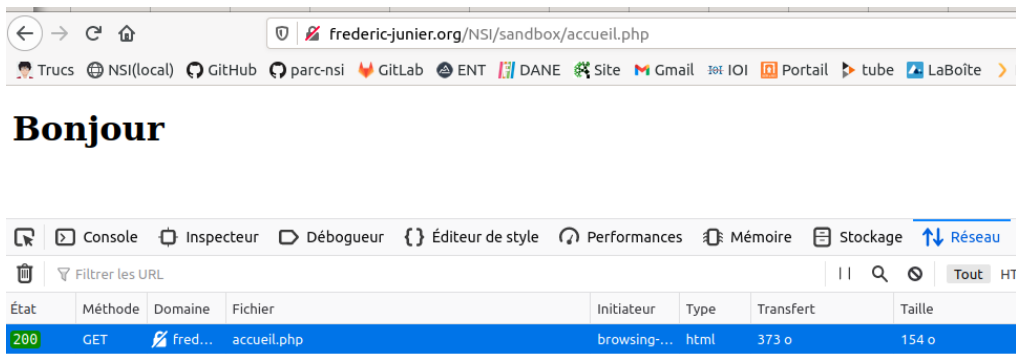 frederic-junier.org/NSI/sandbox/accueil.php
Trucs NSI(local) GitHub parc-nsi GitLab ENT DANE Site Gmail IOI Portail tube LaBoîte
Bonjour
Console Inspecteur Débogueur {} Éditeur de style Performances Mémoire Stockage Réseau
Filtrer les URL Tout HT
État Méthode Domaine Fichier Initiateur Type Transfert Taille
200 GET fred... accueil.php browsing-... html 373 o 154 o